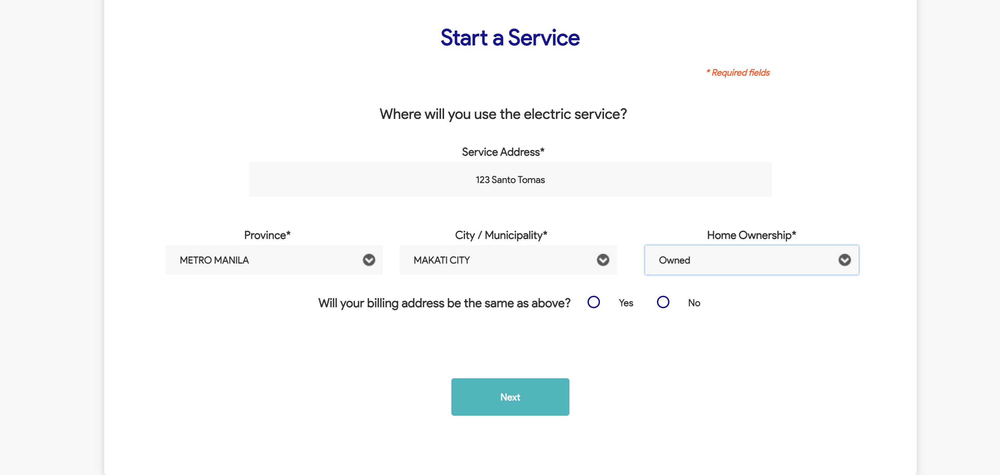 Start a Service
* Required fields
Where will you use the electric service?
Service Address*
123 Santo Tomas
Province*
City / Municipality*
Home Ownership*
METRO MANILA
MAKATI CITY
Owned
Will your billing address be the same as above? Yes No
Next